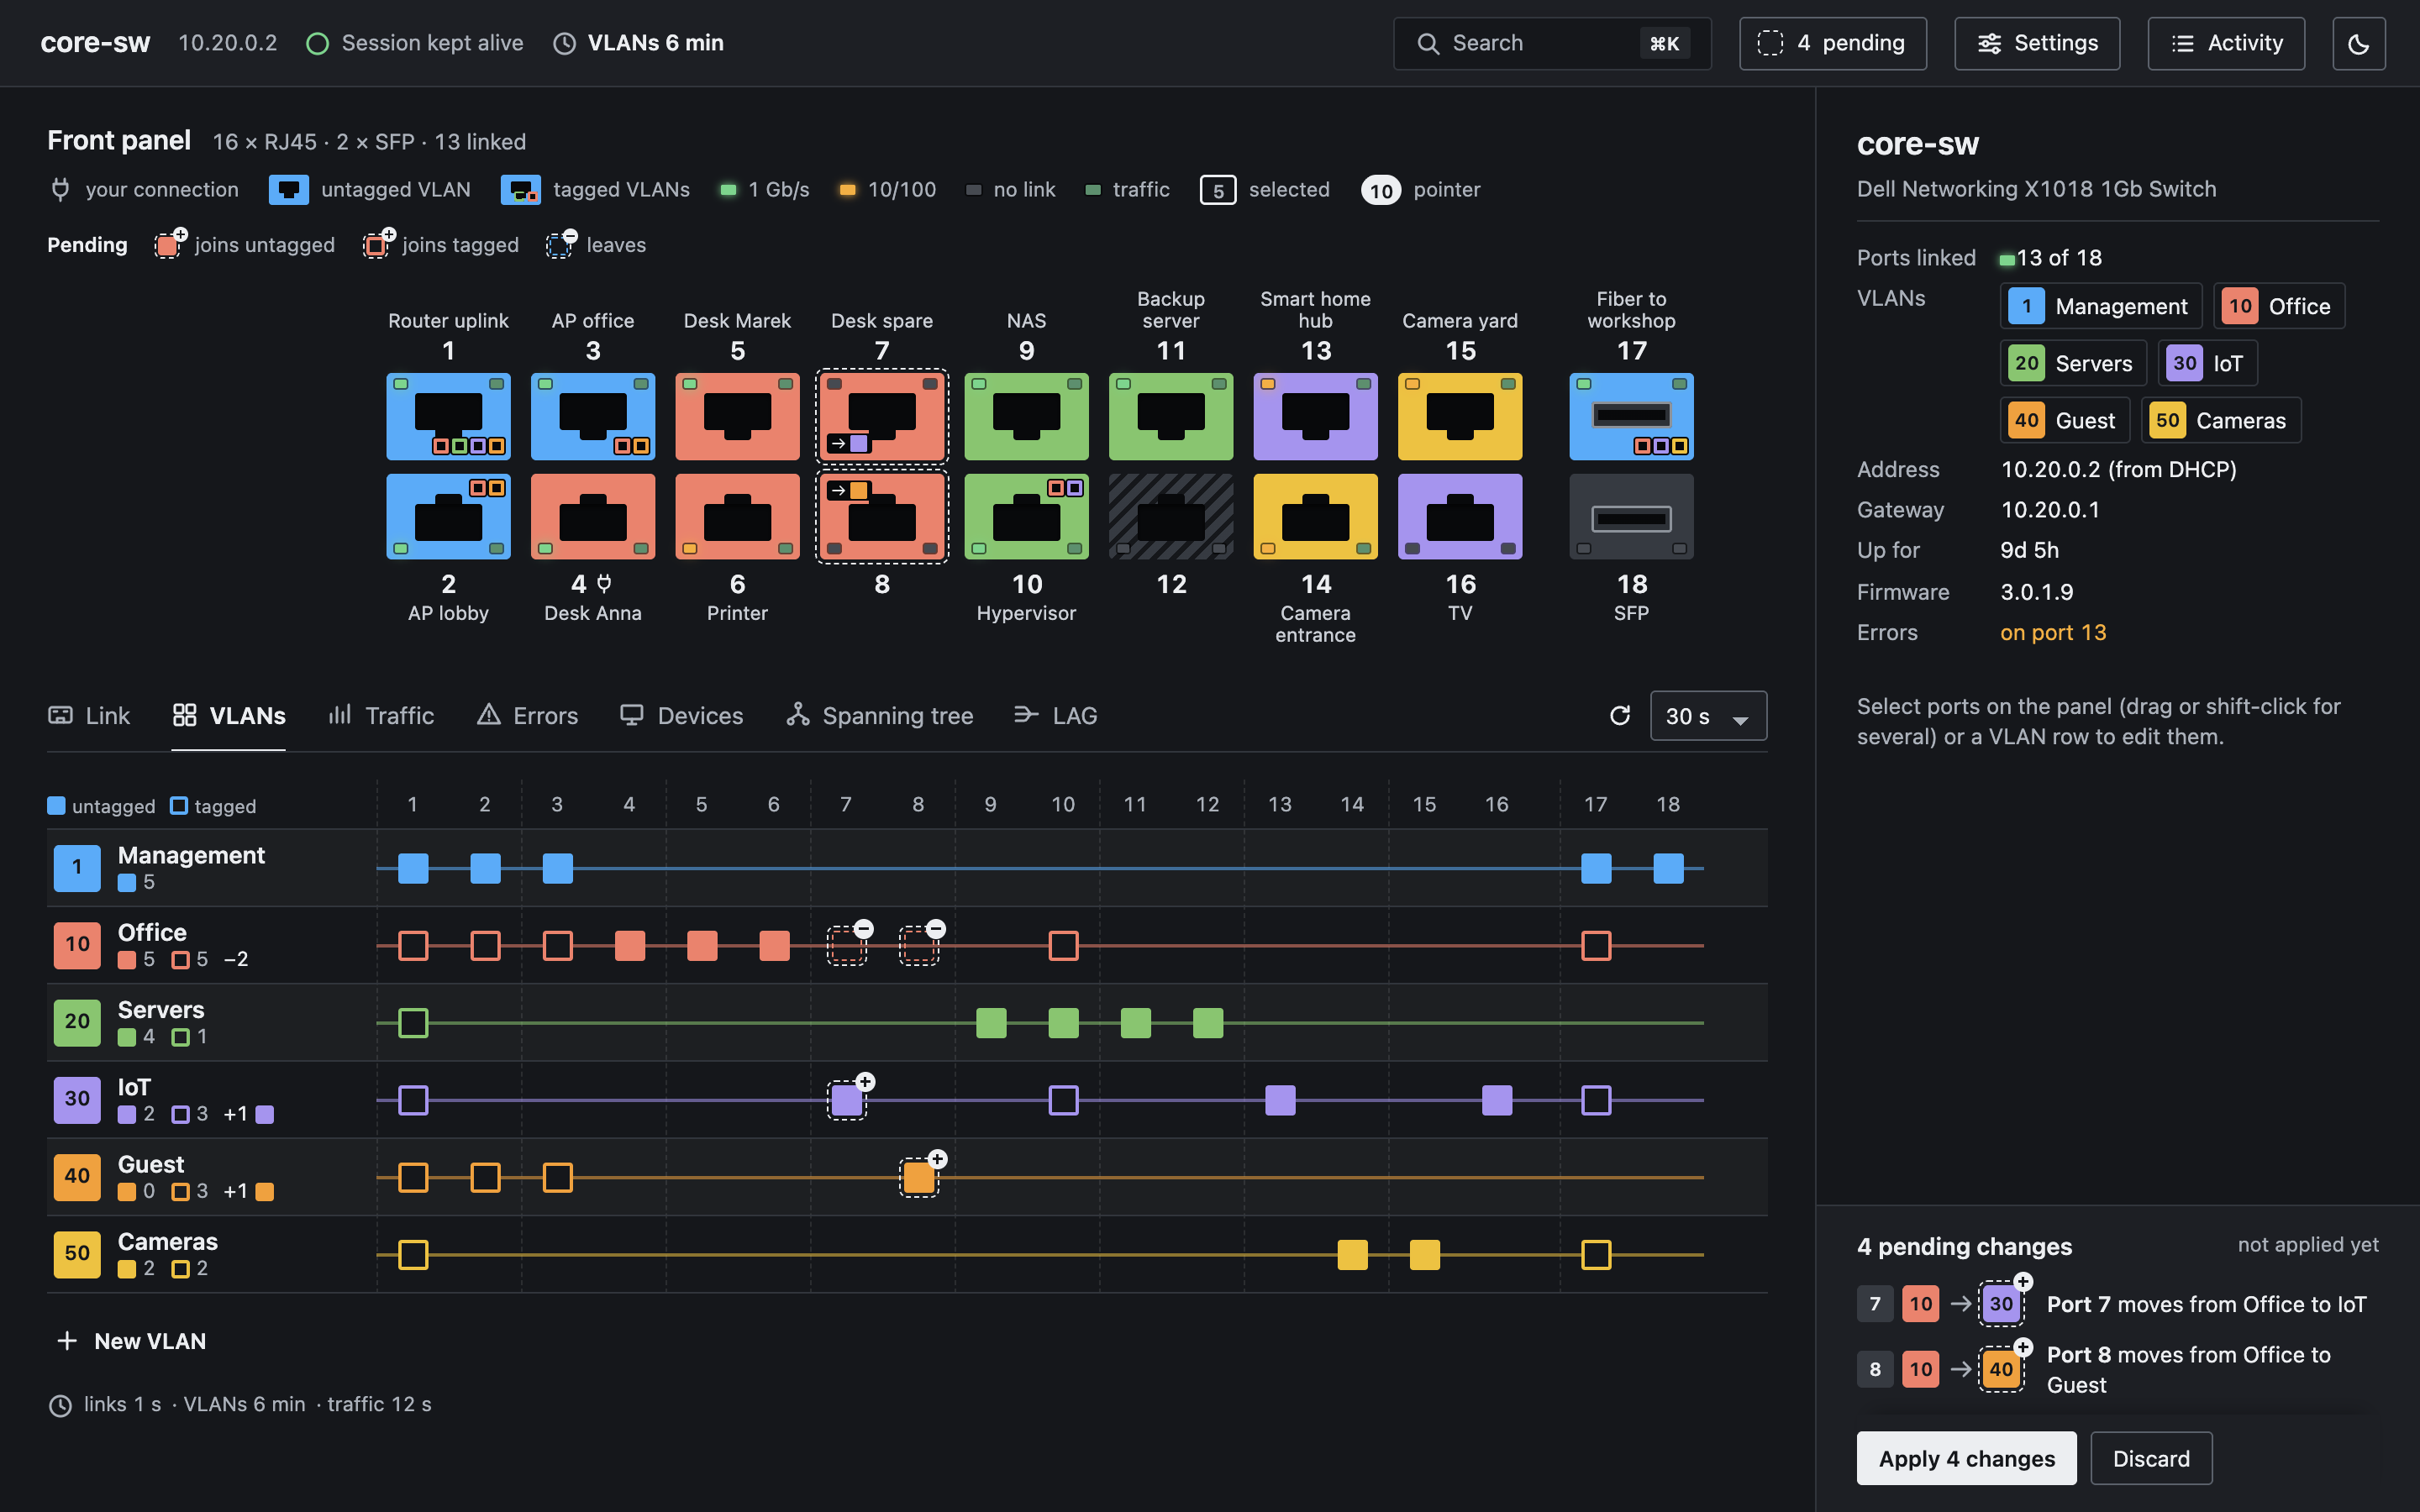 core-sw 10.20.0.2 Session kept alive VLANs 6 min Search ⌘K 4 pending Settings Activity
Front panel 16 × RJ45 · 2 × SFP · 13 linked
your connection untagged VLAN tagged VLANs 1 Gb/s 10/100 no link traffic 5 selected 10 pointer
Pending joins untagged joins tagged leaves
Router uplink AP office Desk Marek Desk spare NAS Backup server Smart home hub Camera yard Fiber to workshop
1 3 5 7 9 11 13 15 17
2 4 6 8 10 12 14 16 18
AP lobby Desk Anna Printer Hypervisor Camera entrance TV SFP
Link VLANs Traffic Errors Devices Spanning tree LAG 30 s
untagged tagged 1 2 3 4 5 6 7 8 9 10 11 12 13 14 15 16 17 18
1 Management
5
10 Office
5 5 −2
20 Servers
4 1
30 IoT
2 3 +1
40 Guest
0 3 +1
50 Cameras
2 2
+ New VLAN
links 1 s · VLANs 6 min · traffic 12 s
core-sw
Dell Networking X1018 1Gb Switch
Ports linked 13 of 18
VLANs 1 Management 10 Office
20 Servers 30 IoT
40 Guest 50 Cameras
Address 10.20.0.2 (from DHCP)
Gateway 10.20.0.1
Up for 9d 5h
Firmware 3.0.1.9
Errors on port 13
Select ports on the panel (drag or shift-click for
several) or a VLAN row to edit them.
4 pending changes not applied yet
7 10 → 30 Port 7 moves from Office to IoT
8 10 → 40 Port 8 moves from Office to
Guest
Apply 4 changes Discard